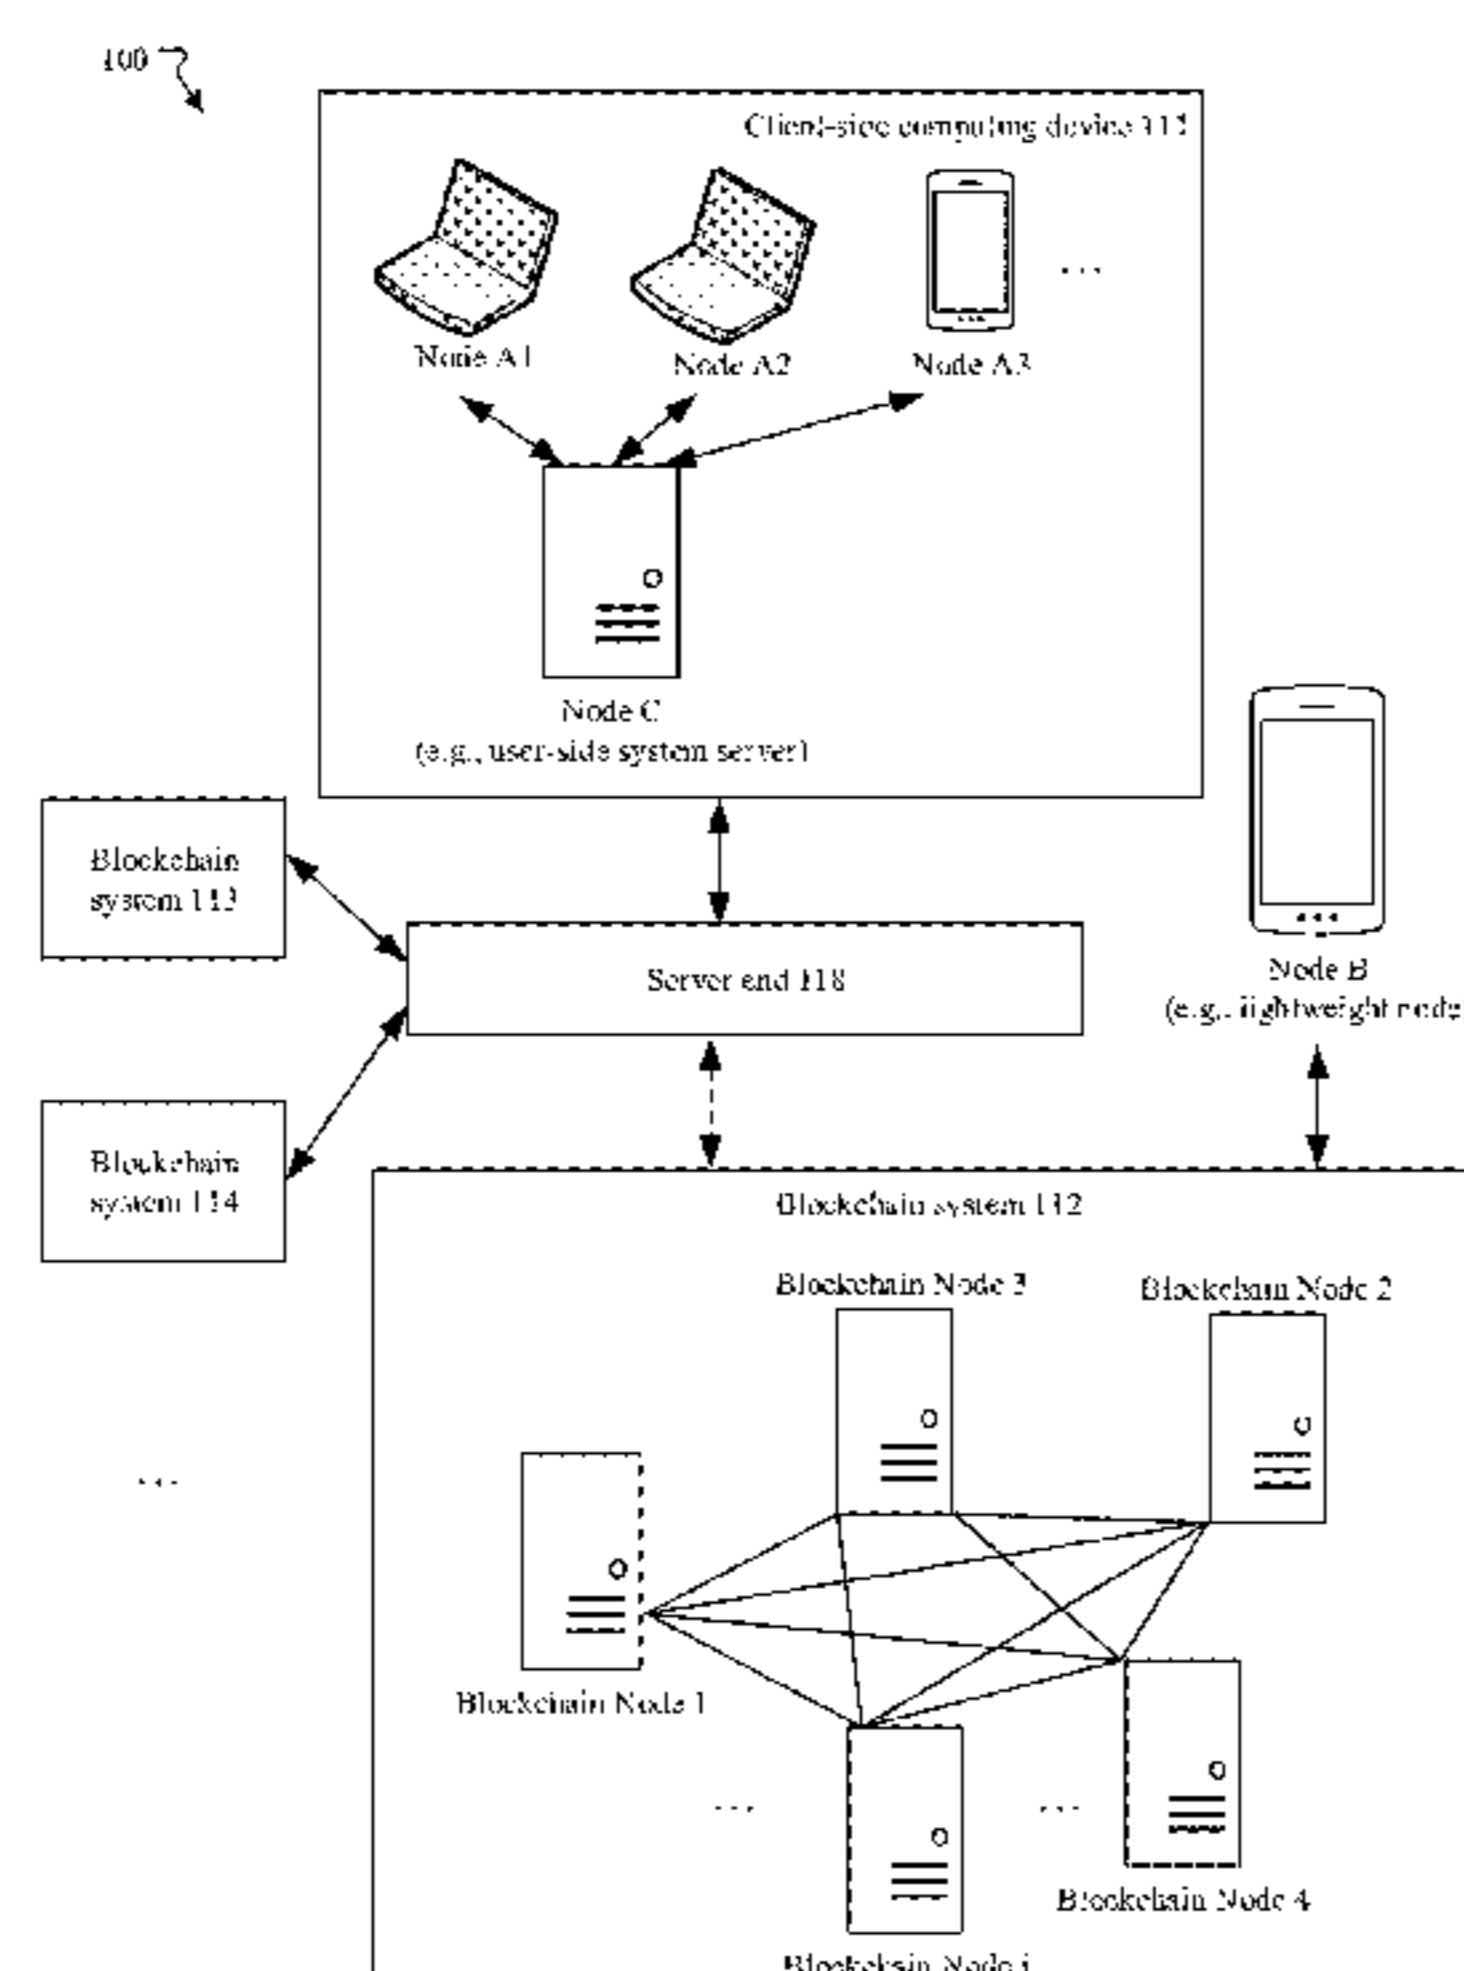 100
Client-side computing device 111
Node A1
Node A2
Node A3
...
Node C
(e.g., user-side system server)
Blockchain
system 113
Server end 118
Node B
(e.g., lightweight node
Blockchain
system 114
Blockchain system 112
Blockchain Node 3
Blockchain Node 2
...
Blockchain Node 1
...
...
Blockchain Node 4
Blockchain Node i